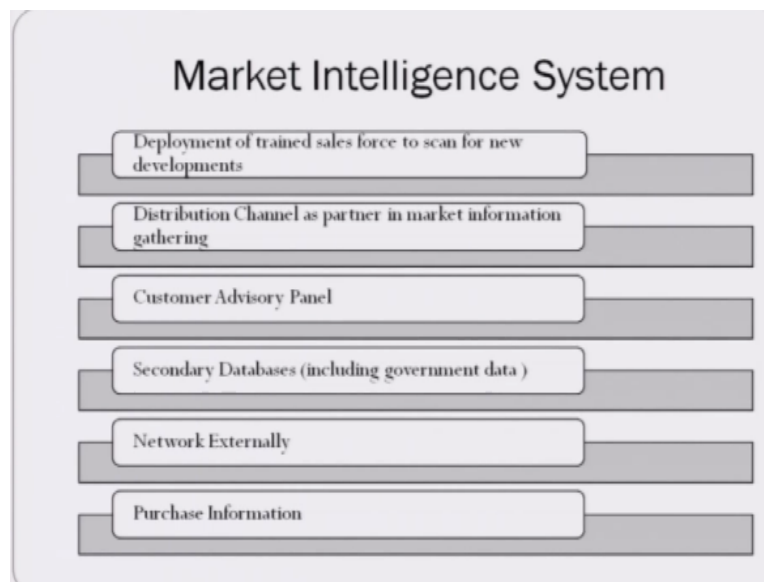 Market Intelligence System
Deployment of trained sales force to scan for new
developments
Distribution Channel as partner in market information
gathering
Customer Advisory Panel
Secondary Databases (including government data )
Network Externally
Purchase Information